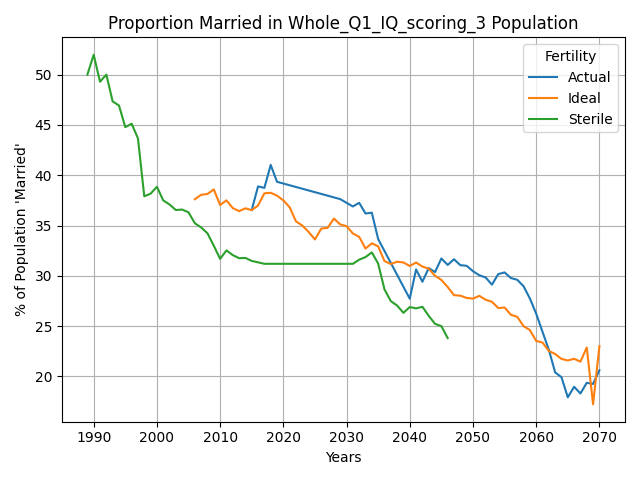 Proportion Married in Whole_Q1_IQ_scoring_3 Population
Fertility
Actual
Ideal
Sterile
% of Population 'Married'
50
45
40
35
30
25
20
1990 2000 2010 2020 2030 2040 2050 2060 2070
Years